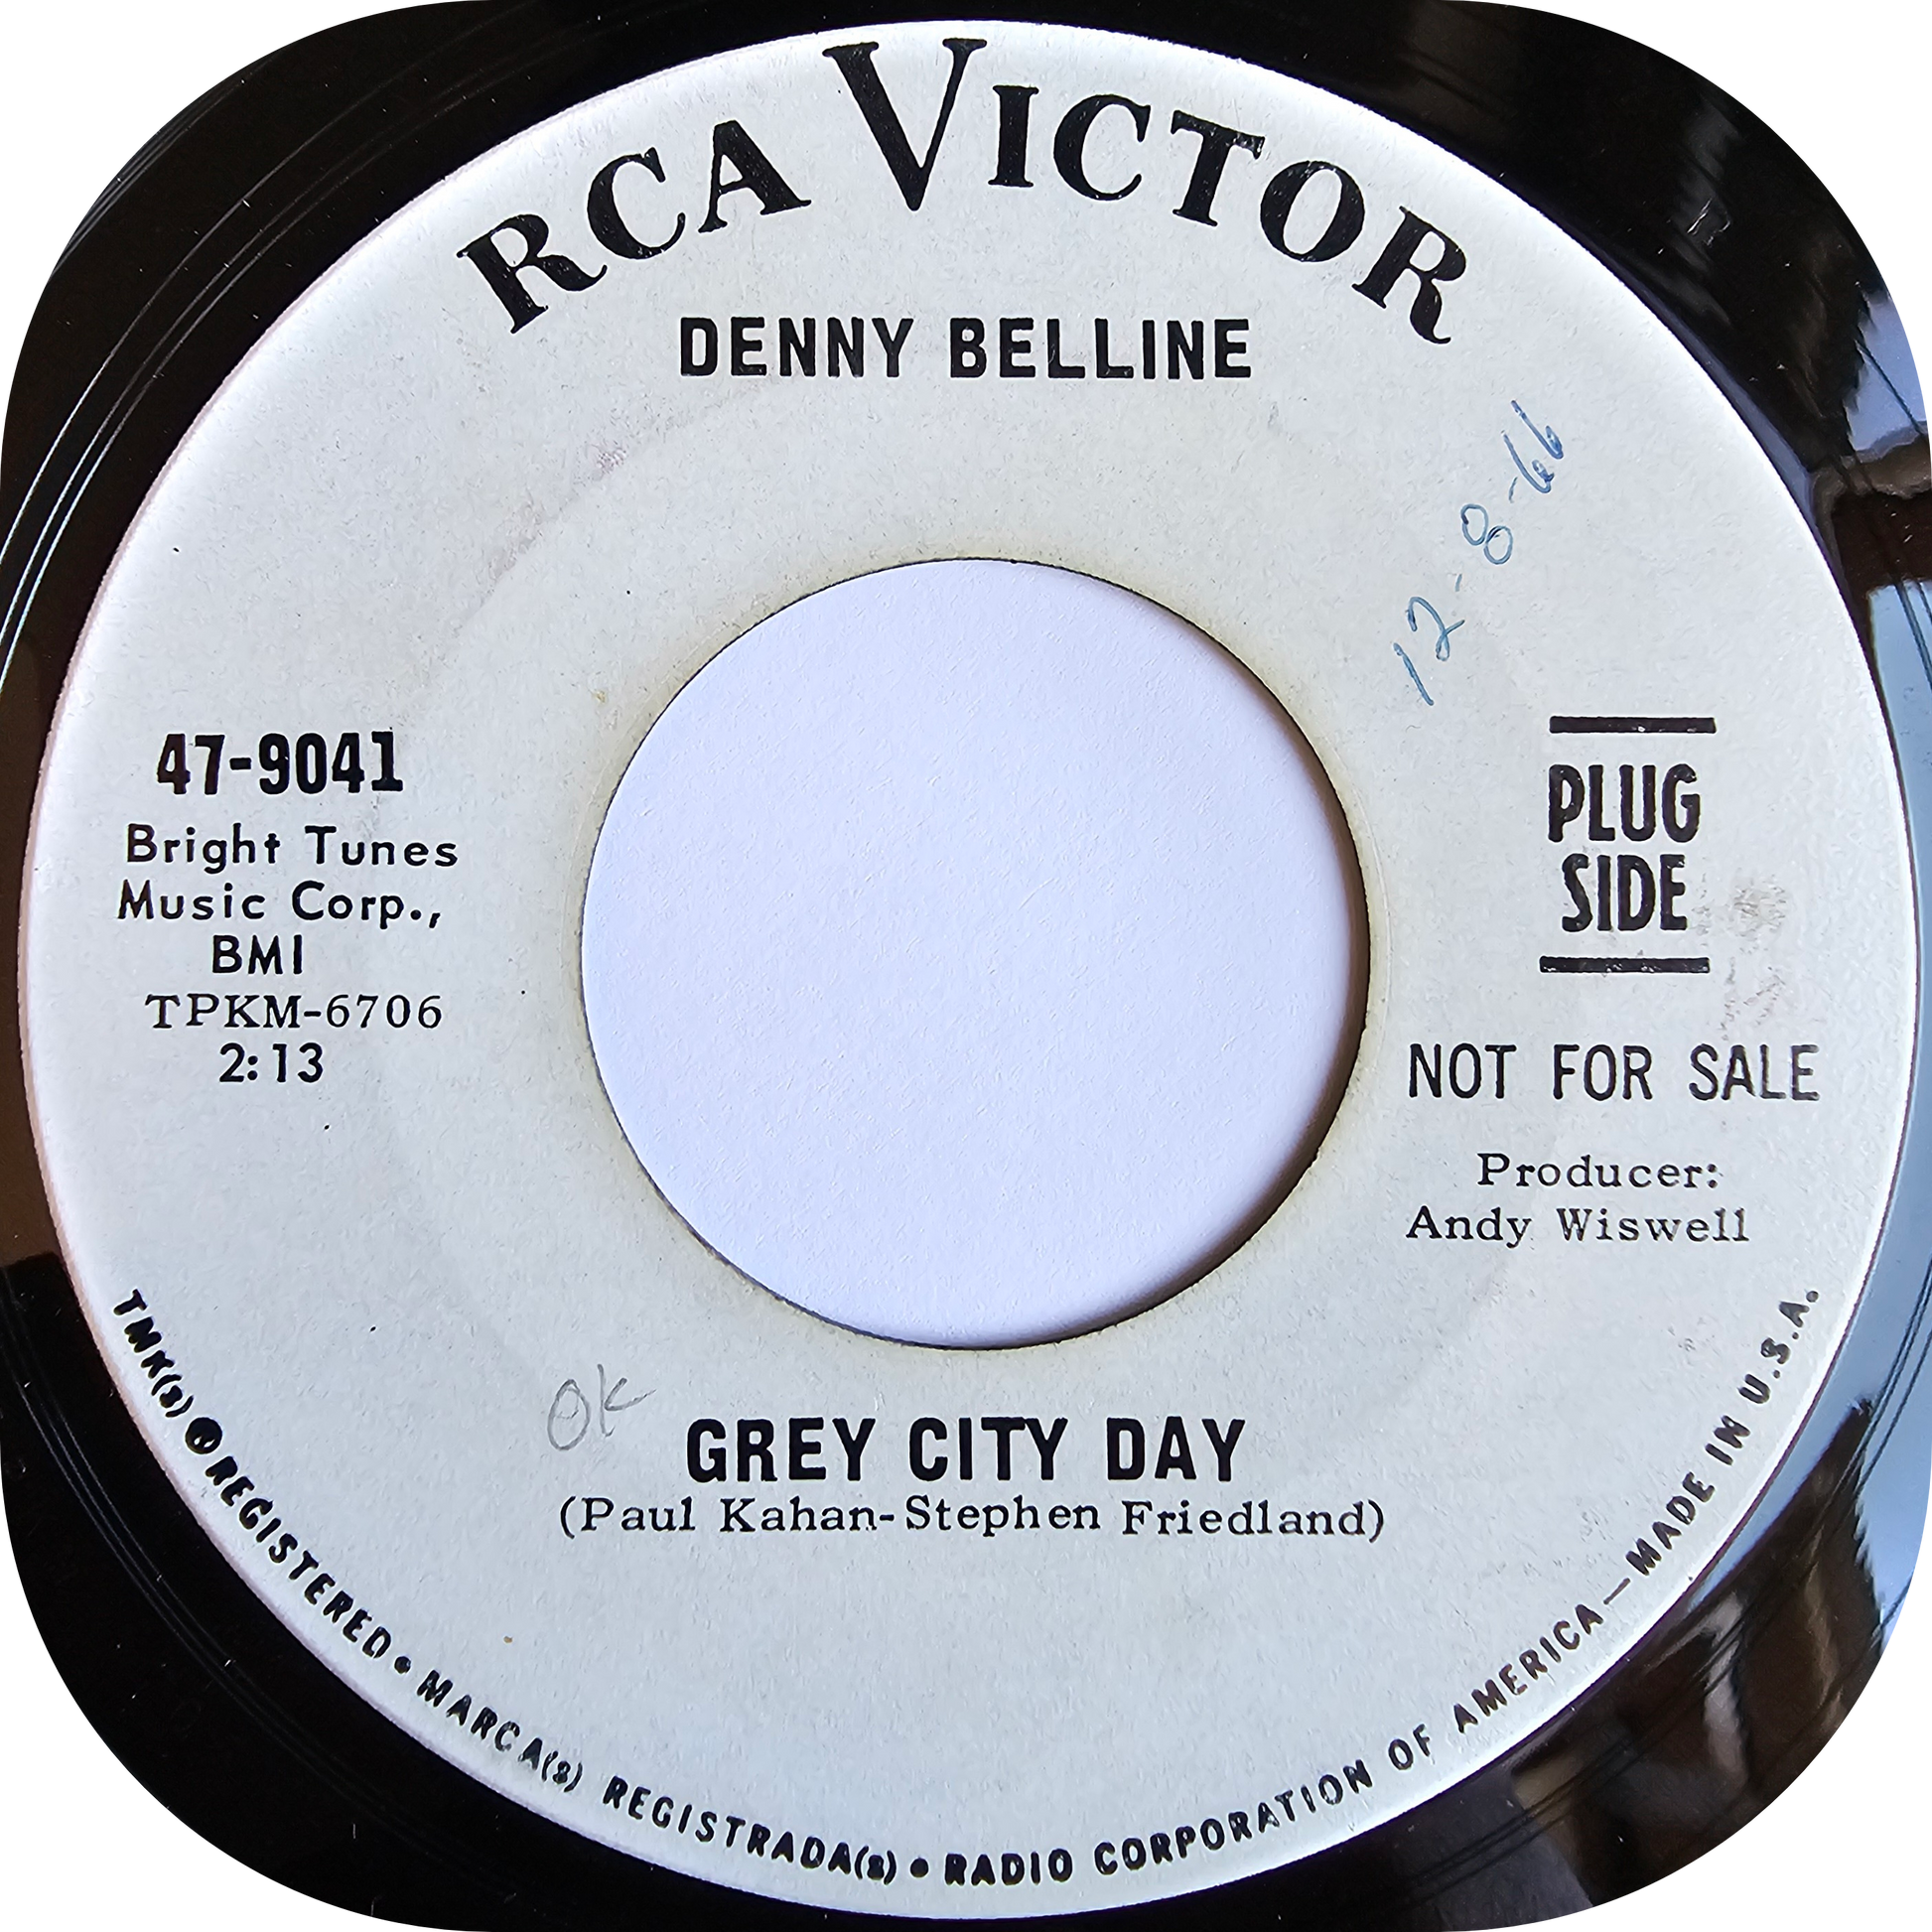 RCA VICTOR
DENNY BELLINE
12-8-66
47-9041
Bright Tunes
Music Corp.,
BMI
TPKM-6706
2:13
PLUG
SIDE
NOT FOR SALE
Producer:
Andy Wiswell
OK
GREY CITY DAY
(Paul Kahan-Stephen Friedland)
TMK(s) ® REGISTERED • MARCA(s) REGISTRADA(s) • RADIO CORPORATION OF AMERICA—MADE IN U.S.A.